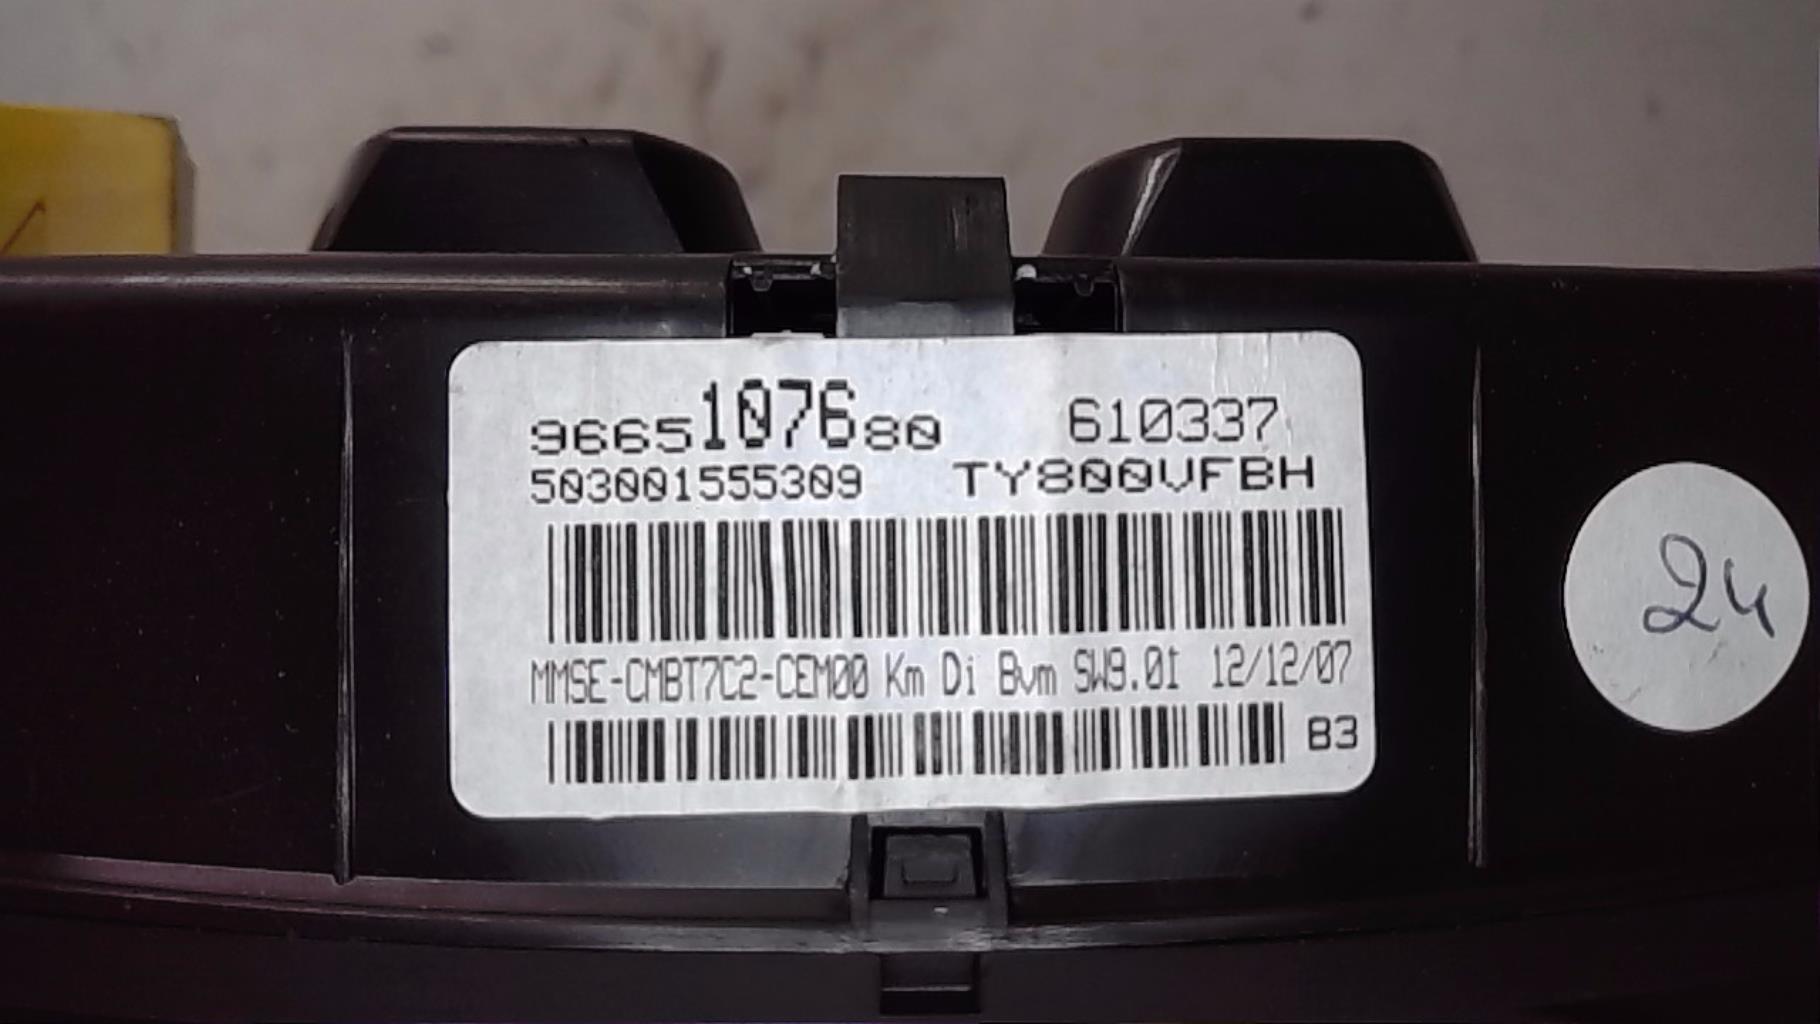 9665107680 610337
503001555309 TY800VFBH
MMSE-CMBT7C2-CEM00 Km Di Bvm SW9.01 12/12/07
B3
24